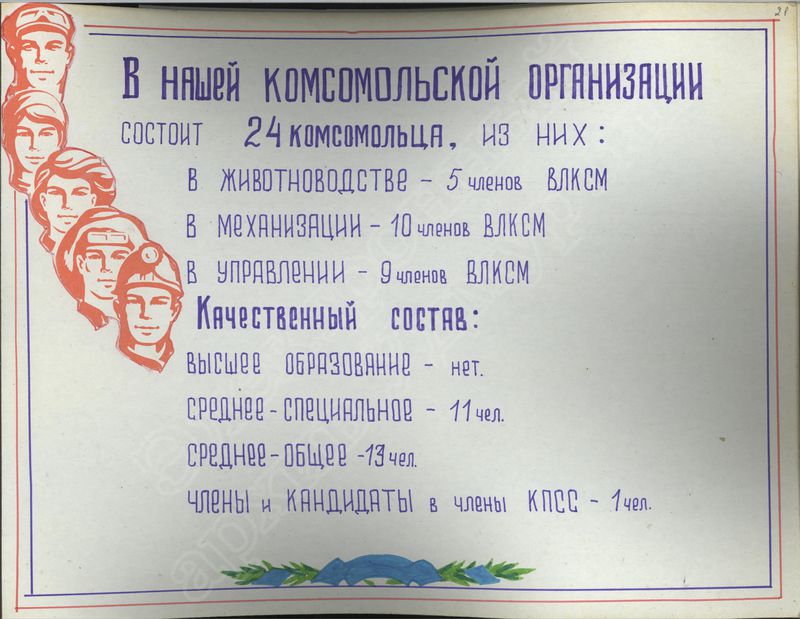 21
В нашей комсомольской организации
состоит 24 комсомольца, из них:
в животноводстве - 5 членов ВЛКСМ
в механизации - 10 членов ВЛКСМ
в управлении - 9 членов ВЛКСМ
Качественный состав:
высшее образование - нет.
среднее-специальное - 11 чел.
среднее-общее - 13 чел.
члены и кандидаты в члены КПСС - 1 чел.